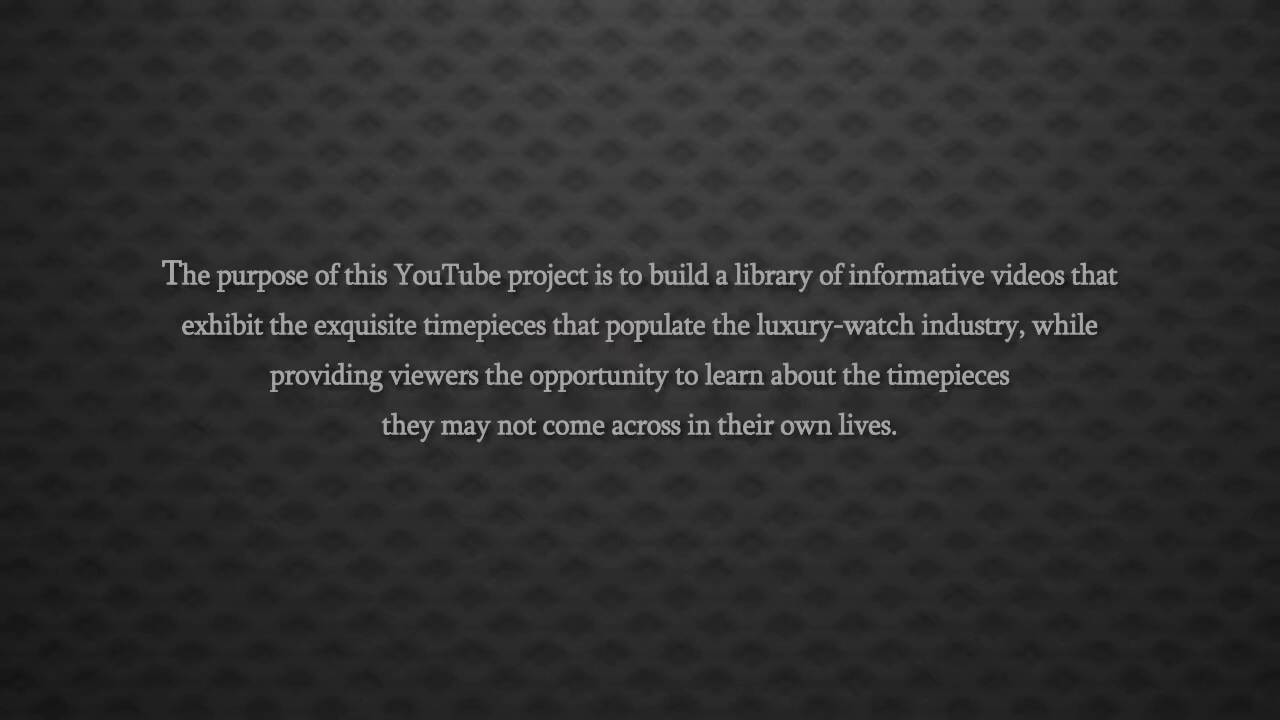 The purpose of this YouTube project is to build a library of informative videos that
exhibit the exquisite timepieces that populate the luxury-watch industry, while
providing viewers the opportunity to learn about the timepieces
they may not come across in their own lives.